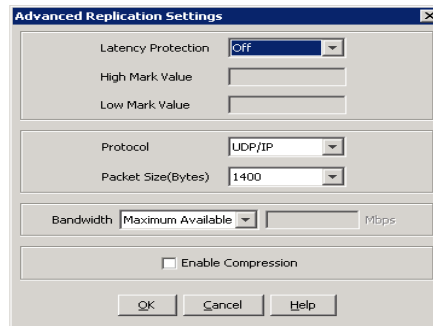 Advanced Replication Settings
Latency Protection Off
High Mark Value
Low Mark Value
Protocol UDP/IP
Packet Size(Bytes) 1400
Bandwidth Maximum Available Mbps
Enable Compression
OK Cancel Help